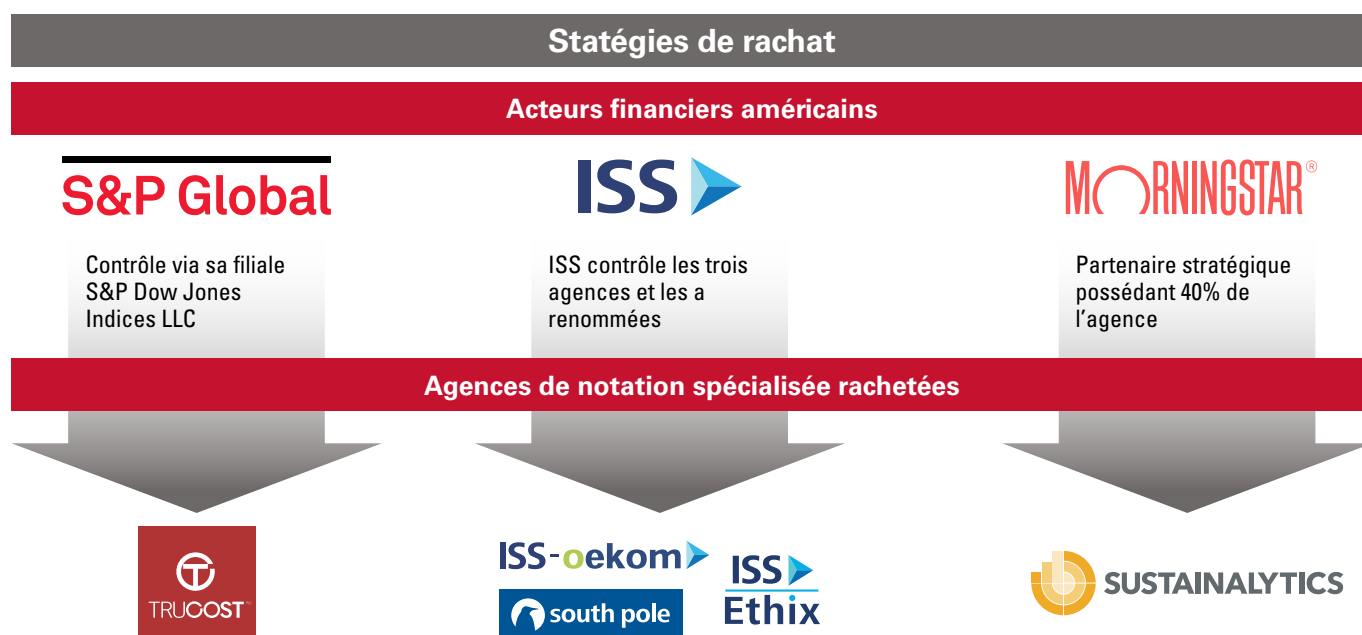 Statégies de rachat
Acteurs financiers américains
S&P Global
ISS
MORNINGSTAR®
Contrôle via sa filiale
S&P Dow Jones
Indices LLC
ISS contrôle les trois
agences et les a
renommées
Partenaire stratégique
possédant 40% de
l'agence
Agences de notation spécialisée rachetées
TRUCOST
ISS-oekom
south pole
ISS
Ethix
SUSTAINALYTICS